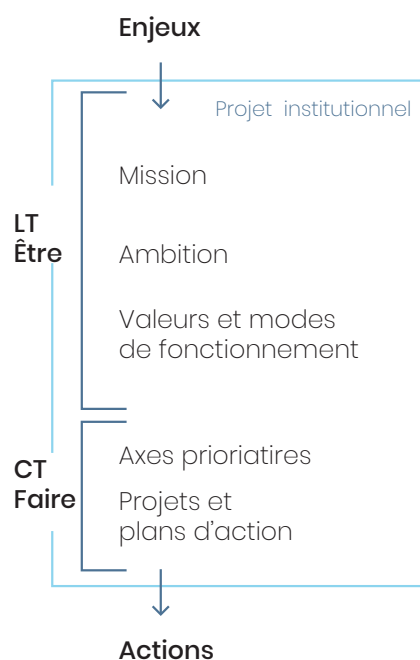 Enjeux
Projet institutionnel
Mission
LT
Être
Ambition
Valeurs et modes
de fonctionnement
CT
Faire
Axes prioriatires
Projets et
plans d’action
Actions